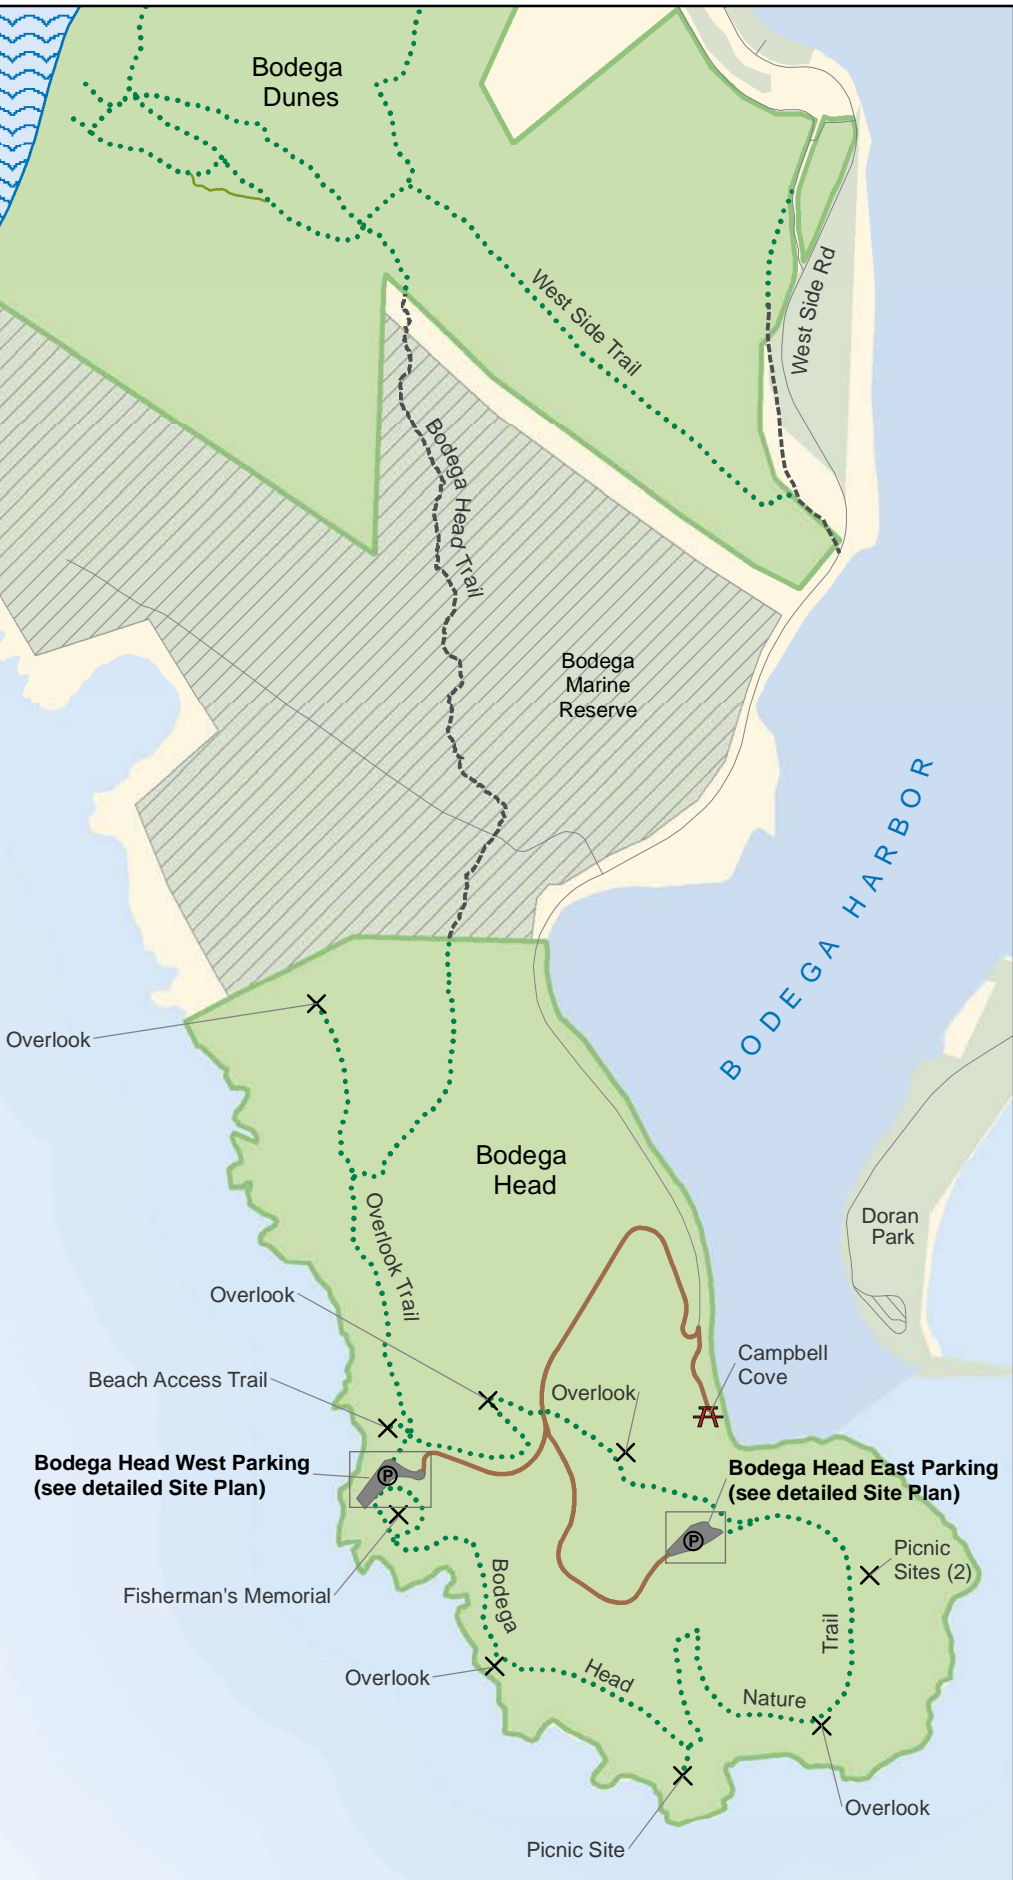 Bodega
Dunes
West Side Rd
West Side Trail
Bodega Head Trail
Bodega
Marine
Reserve
BODEGA HARBOR
Overlook
Bodega
Head
Overlook Trail
Doran
Park
Overlook
Campbell
Cove
Beach Access Trail
Overlook
Bodega Head West Parking
(see detailed Site Plan)
P
Bodega Head East Parking
(see detailed Site Plan)
P
Picnic
Sites (2)
Fisherman's Memorial
Bodega
Head
Nature
Trail
Overlook
Overlook
Picnic Site